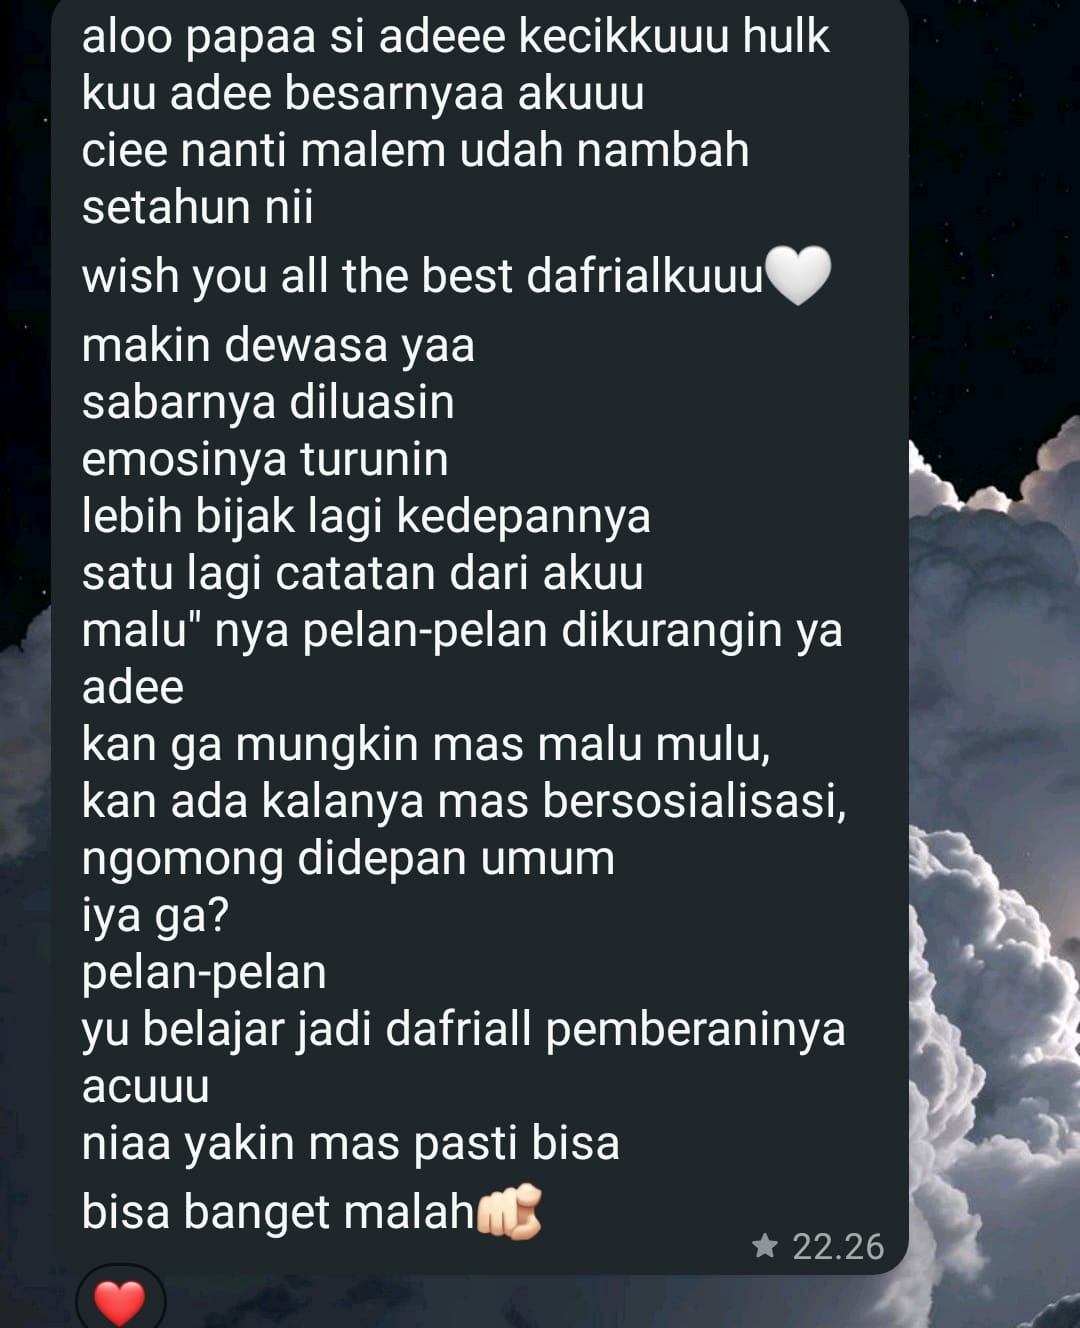 aloo papaa si adeee kecikkuuu hulk
kuu adee besarnyaa akuuu
ciee nanti malem udah nambah
setahun nii
wish you all the best dafrialkuuu🤍
makin dewasa yaa
sabarnya diluasin
emosinya turunin
lebih bijak lagi kedepannya
satu lagi catatan dari akuu
malu" nya pelan-pelan dikurangin ya
adee
kan ga mungkin mas malu mulu,
kan ada kalanya mas bersosialisasi,
ngomong didepan umum
iya ga?
pelan-pelan
yu belajar jadi dafriall pemberaninya
acuuu
niaa yakin mas pasti bisa
bisa banget malah🫵🏻
★ 22.26
❤️